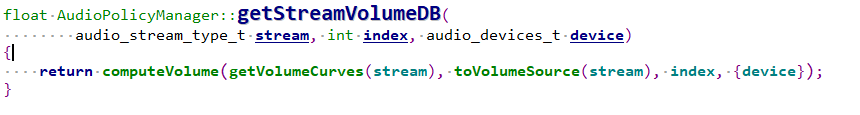 float AudioPolicyManager::getStreamVolumeDB(
        audio_stream_type_t stream, int index, audio_devices_t device)
{
    return computeVolume(getVolumeCurves(stream), toVolumeSource(stream), index, {device});
}